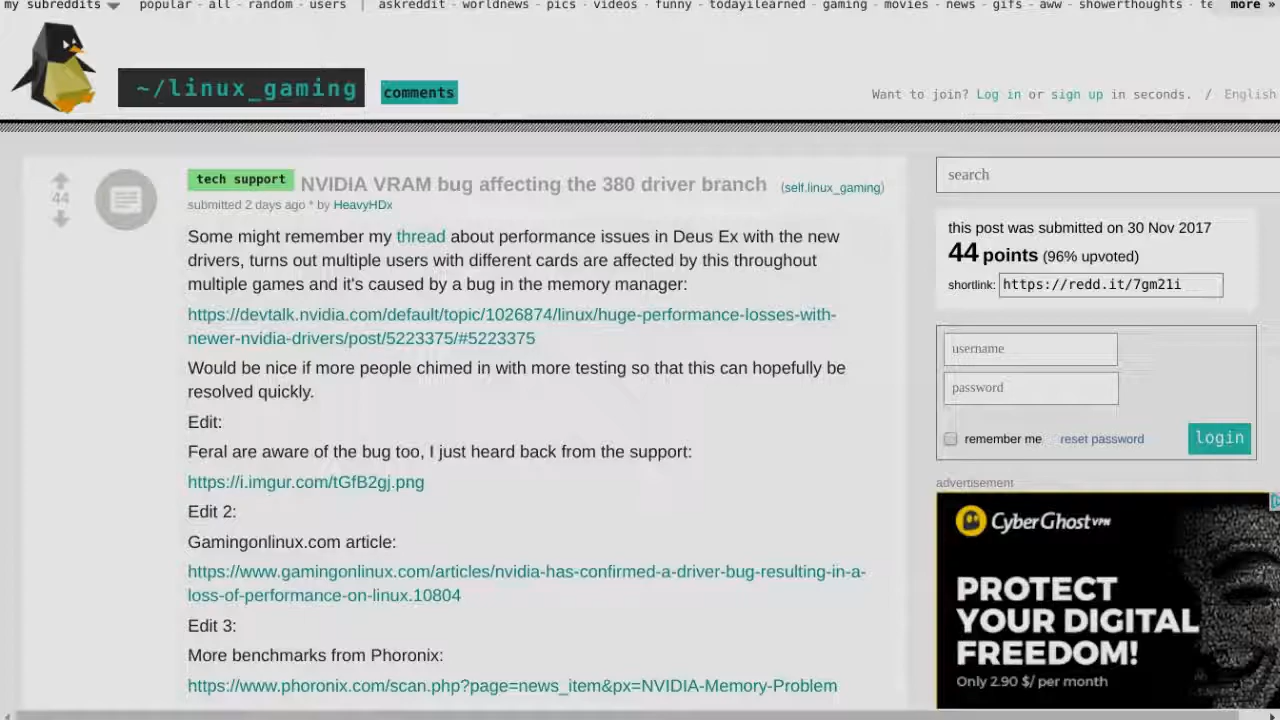 my subreddits popular - all - random - users | askreddit - worldnews - pics - videos - funny - todayilearned - gaming - movies - news - gifs - aww - showerthoughts - te more »
~/linux_gaming comments
Want to join? Log in or sign up in seconds. / English
tech support NVIDIA VRAM bug affecting the 380 driver branch (self.linux_gaming)
44
submitted 2 days ago * by HeavyHDx
Some might remember my thread about performance issues in Deus Ex with the new
drivers, turns out multiple users with different cards are affected by this throughout
multiple games and it's caused by a bug in the memory manager:
https://devtalk.nvidia.com/default/topic/1026874/linux/huge-performance-losses-with-
newer-nvidia-drivers/post/5223375/#5223375
Would be nice if more people chimed in with more testing so that this can hopefully be
resolved quickly.
Edit:
Feral are aware of the bug too, I just heard back from the support:
https://i.imgur.com/tGfB2gj.png
Edit 2:
Gamingonlinux.com article:
https://www.gamingonlinux.com/articles/nvidia-has-confirmed-a-driver-bug-resulting-in-a-
loss-of-performance-on-linux.10804
Edit 3:
More benchmarks from Phoronix:
https://www.phoronix.com/scan.php?page=news_item&px=NVIDIA-Memory-Problem
search
this post was submitted on 30 Nov 2017
44 points (96% upvoted)
shortlink: https://redd.it/7gm21i
username
password
remember me reset password login
advertisement
CyberGhost VPN
PROTECT
YOUR DIGITAL
FREEDOM!
Only 2.90 $/ per month